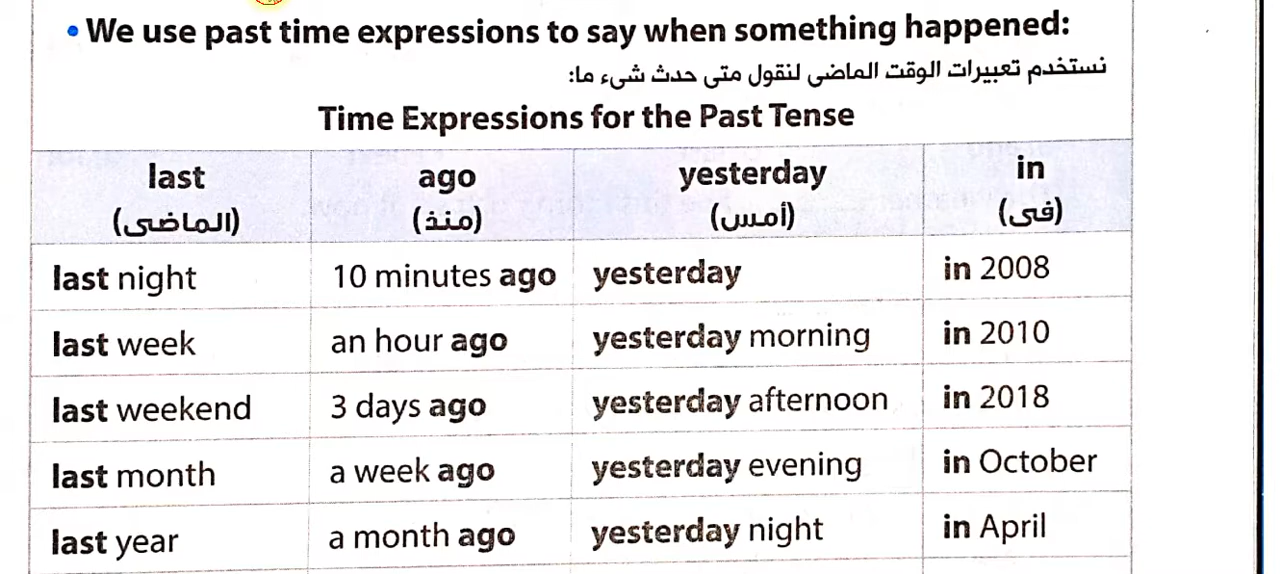 • We use past time expressions to say when something happened:
نستخدم تعبيرات الوقت الماضى لنقول متى حدث شىء ما:
Time Expressions for the Past Tense
last ago yesterday in
(الماضى) (منذ) (أمس) (فى)
last night 10 minutes ago yesterday in 2008
last week an hour ago yesterday morning in 2010
last weekend 3 days ago yesterday afternoon in 2018
last month a week ago yesterday evening in October
last year a month ago yesterday night in April